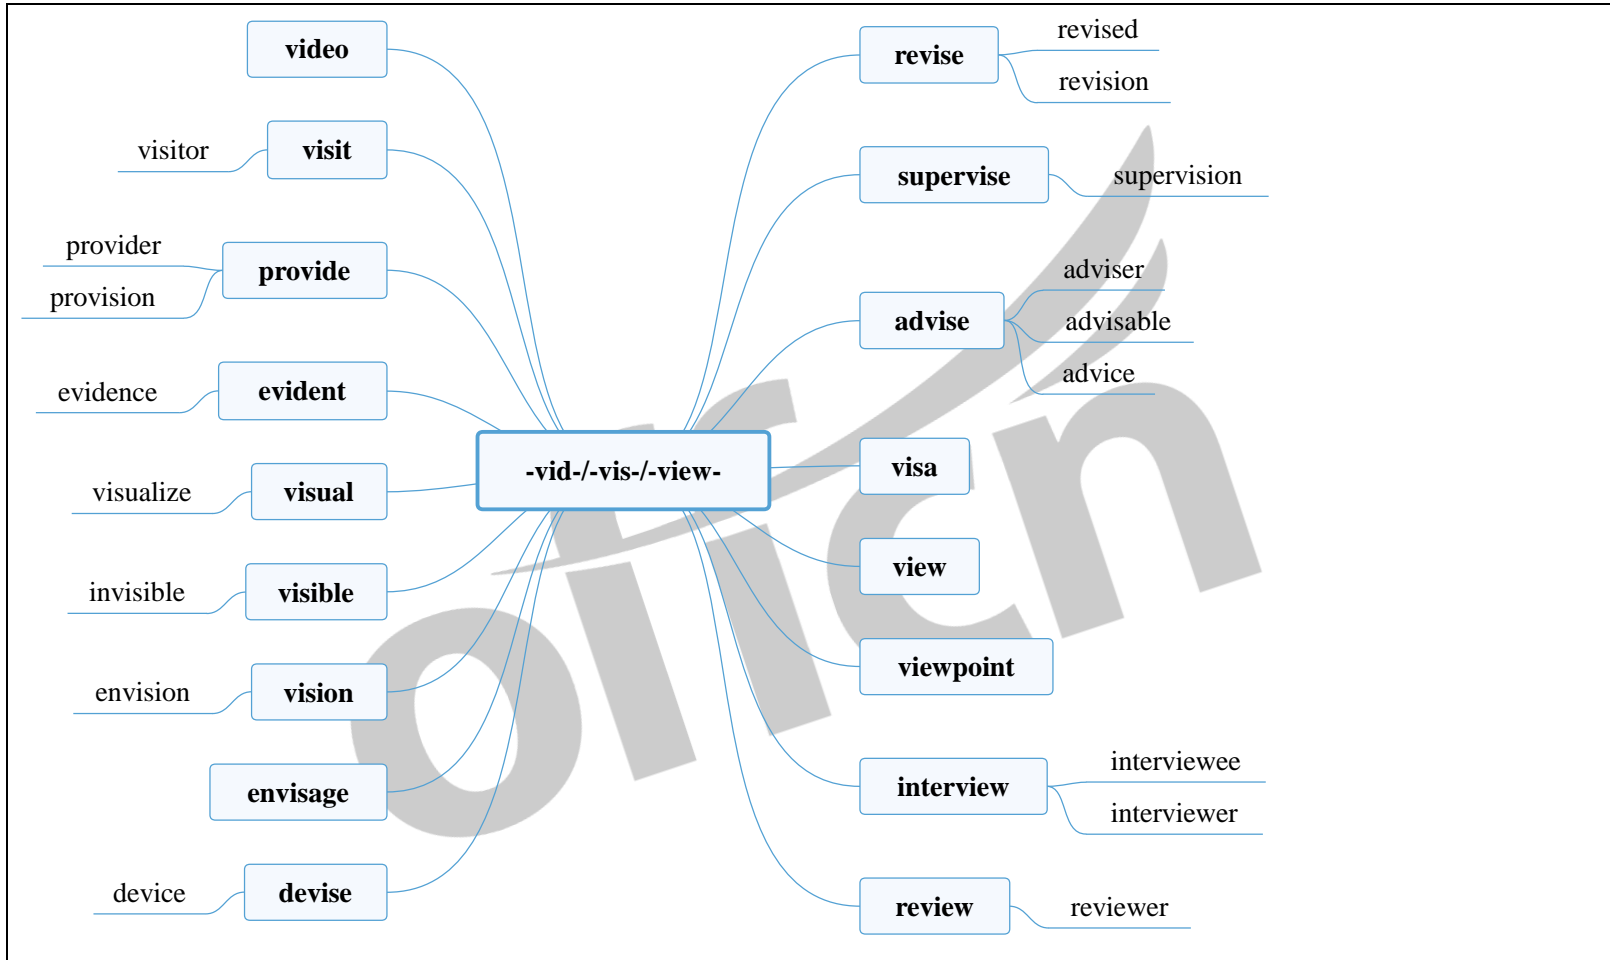 video
visit
visitor
provide
provider
provision
evident
evidence
visual
visualize
visible
invisible
vision
envision
envisage
devise
device
-vid-/-vis-/-view-
revise
revised
revision
supervise
supervision
advise
adviser
advisable
advice
visa
view
viewpoint
interview
interviewee
interviewer
review
reviewer
offcn